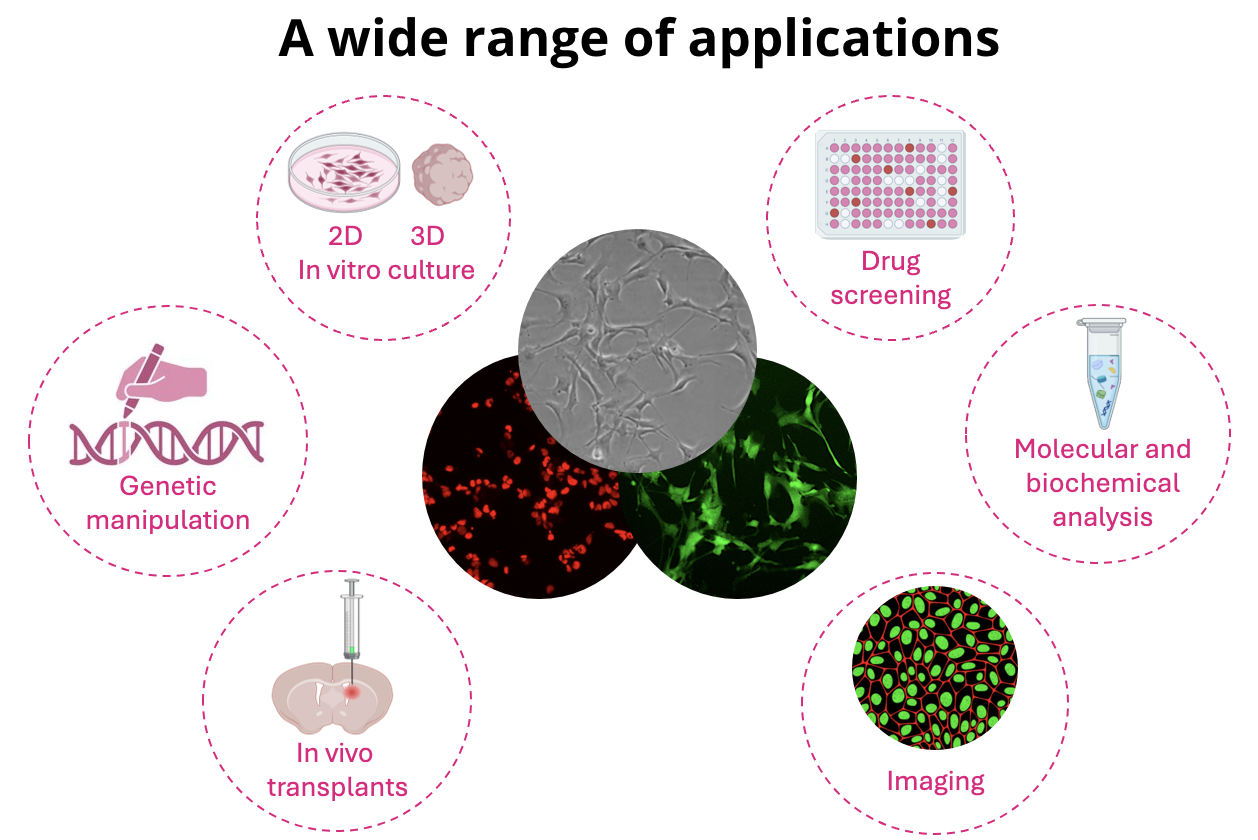 A wide range of applications
2D 3D
In vitro culture
Drug
screening
Genetic
manipulation
Molecular and
biochemical
analysis
In vivo
transplants
Imaging